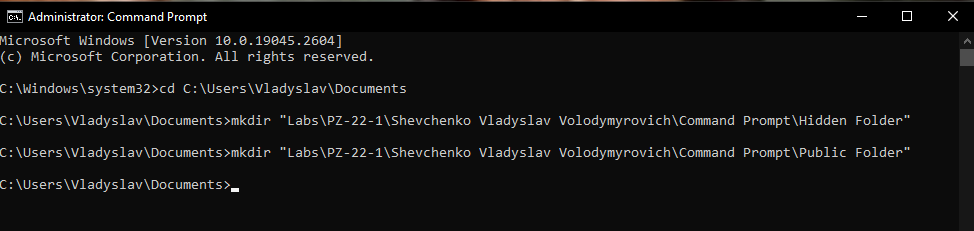 Administrator: Command Prompt
Microsoft Windows [Version 10.0.19045.2604]
(c) Microsoft Corporation. All rights reserved.
C:\Windows\system32>cd C:\Users\Vladyslav\Documents
C:\Users\Vladyslav\Documents>mkdir "Labs\PZ-22-1\Shevchenko Vladyslav Volodymyrovich\Command Prompt\Hidden Folder"
C:\Users\Vladyslav\Documents>mkdir "Labs\PZ-22-1\Shevchenko Vladyslav Volodymyrovich\Command Prompt\Public Folder"
C:\Users\Vladyslav\Documents>